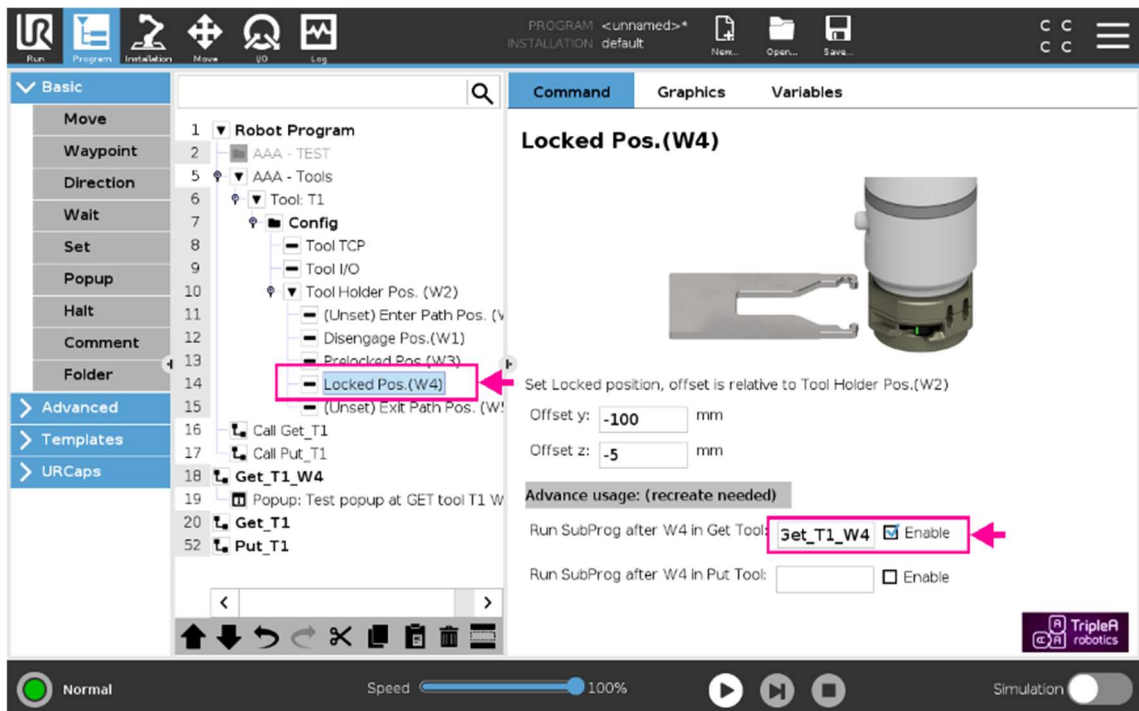 PROGRAM <unnamed>*
INSTALLATION default
New... Open... Save...
C C
C C
UR
Run Program Installation Move I/O Log
Basic
Move
Waypoint
Direction
Wait
Set
Popup
Halt
Comment
Folder
Advanced
Templates
URCaps
1 Robot Program
2 AAA - TEST
5 AAA - Tools
6 Tool: T1
7 Config
8 Tool TCP
9 Tool I/O
10 Tool Holder Pos. (W2)
11 (Unset) Enter Path Pos. (
12 Disengage Pos.(W1)
13 Prelocked Pos.(W3)
14 Locked Pos.(W4)
15 (Unset) Exit Path Pos. (W
16 Call Get_T1
17 Call Put_T1
18 Get_T1_W4
19 Popup: Test popup at GET tool T1 W
20 Get_T1
52 Put_T1
Command Graphics Variables
Locked Pos.(W4)
Set Locked position, offset is relative to Tool Holder Pos.(W2)
Offset y: -100 mm
Offset z: -5 mm
Advance usage: (recreate needed)
Run SubProg after W4 in Get Tool: Get_T1_W4 Enable
Run SubProg after W4 in Put Tool: Enable
TripleA
robotics
Normal
Speed 100%
Simulation